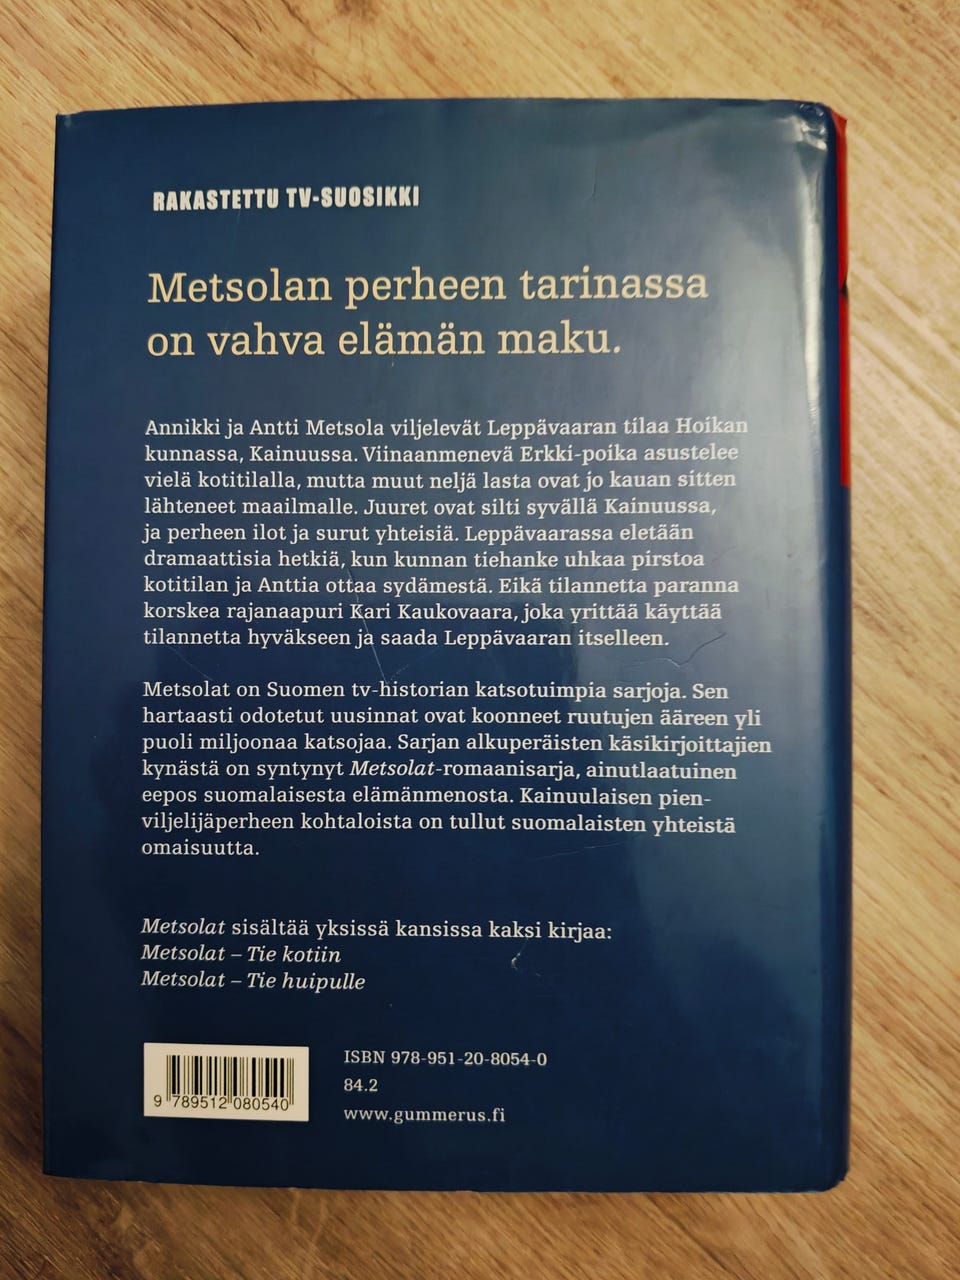 RAKASTETTU TV-SUOSIKKI
Metsolan perheen tarinassa
on vahva elämän maku.
Annikki ja Antti Metsola viljelevät Leppävaaran tilaa Hoikan
kunnassa, Kainuussa. Viinaanmenevä Erkki-poika asustelee
vielä kotitilalla, mutta muut neljä lasta ovat jo kauan sitten
lähteneet maailmalle. Juuret ovat silti syvällä Kainuussa,
ja perheen ilot ja surut yhteisiä. Leppävaarassa eletään
dramaattisia hetkiä, kun kunnan tiehanke uhkaa pirstoa
kotitilan ja Anttia ottaa sydämestä. Eikä tilannetta paranna
korskea rajanaapuri Kari Kaukovaara, joka yrittää käyttää
tilannetta hyväkseen ja saada Leppävaaran itselleen.
Metsolat on Suomen tv-historian katsotuimpia sarjoja. Sen
hartaasti odotetut uusinnat ovat koonneet ruutujen ääreen yli
puoli miljoonaa katsojaa. Sarjan alkuperäisten käsikirjoittajien
kynästä on syntynyt Metsolat-romaanisarja, ainutlaatuinen
eepos suomalaisesta elämänmenosta. Kainuulaisen pien-
viljelijäperheen kohtaloista on tullut suomalaisten yhteistä
omaisuutta.
Metsolat sisältää yksissä kansissa kaksi kirjaa:
Metsolat – Tie kotiin
Metsolat – Tie huipulle
ISBN 978-951-20-8054-0
84.2
www.gummerus.fi
9 789512 080540